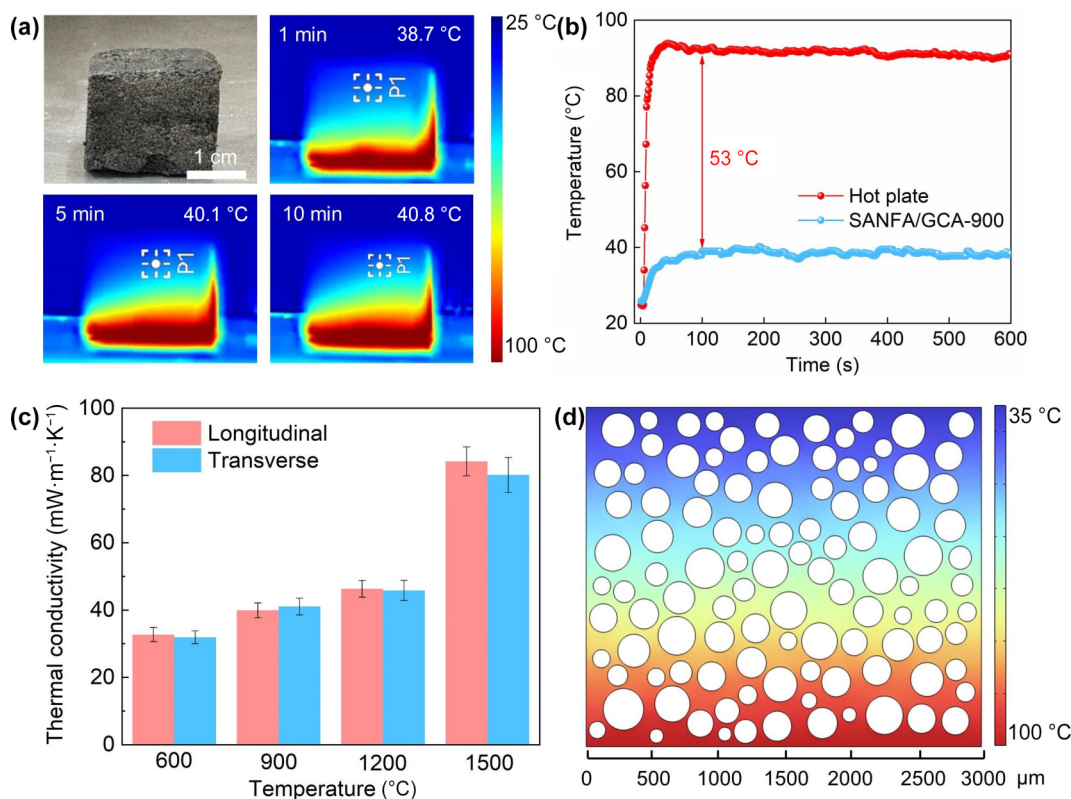 (a)
1 cm
1 min 38.7 °C
P1
5 min 40.1 °C
P1
10 min 40.8 °C
P1
25 °C
100 °C
(b)
100
80
60
40
20
Temperature (°C)
53 °C
Hot plate
SANFA/GCA-900
0 100 200 300 400 500 600
Time (s)
(c)
100
80
60
40
20
0
Thermal conductivity (mW·m⁻¹·K⁻¹)
Longitudinal
Transverse
600 900 1200 1500
Temperature (°C)
(d)
35 °C
100 °C
0 500 1000 1500 2000 2500 3000 µm